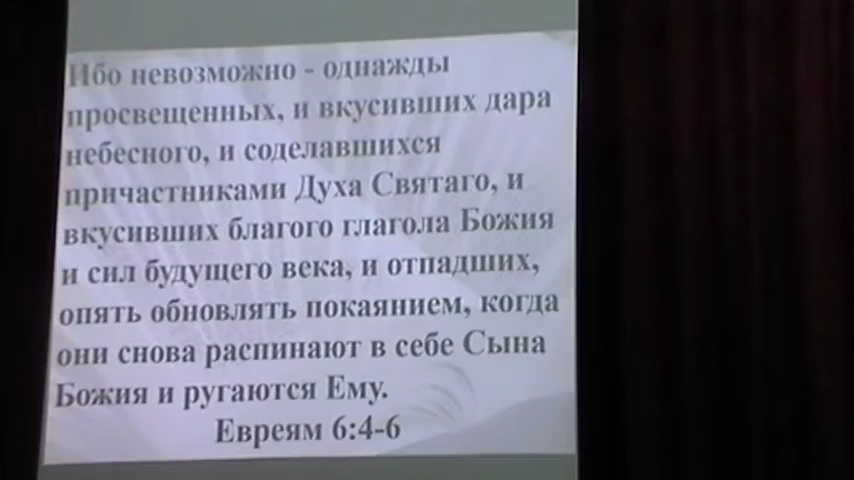 Ибо невозможно - однажды
просвещенных, и вкусивших дара
небесного, и соделавшихся
причастниками Духа Святаго, и
вкусивших благого глагола Божия
и сил будущего века, и отпадших,
опять обновлять покаянием, когда
они снова распинают в себе Сына
Божия и ругаются Ему.
Евреям 6:4-6